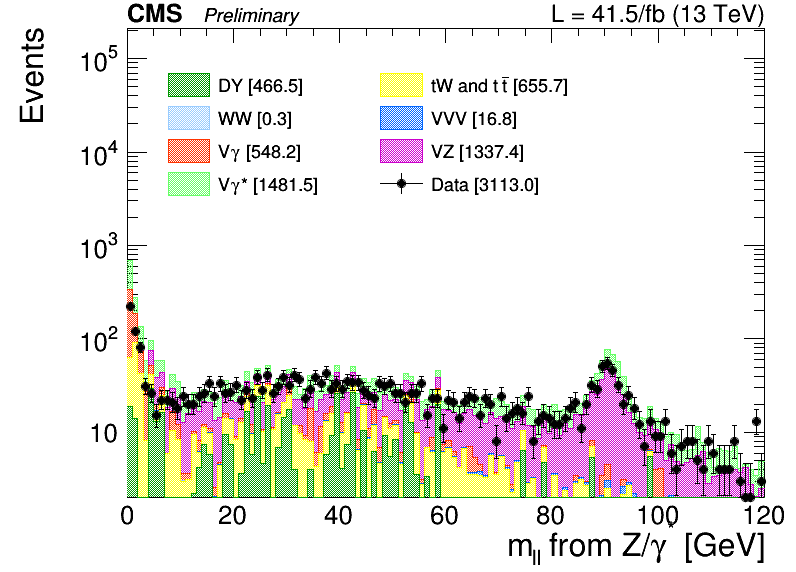 CMS Preliminary L = 41.5/fb (13 TeV)
Events
10⁵
10⁴
10³
10²
10
DY [466.5]
WW [0.3]
Vγ [548.2]
Vγ* [1481.5]
tW and t t̄ [655.7]
VVV [16.8]
VZ [1337.4]
Data [3113.0]
0 20 40 60 80 100 120
m_ll from Z/γ* [GeV]